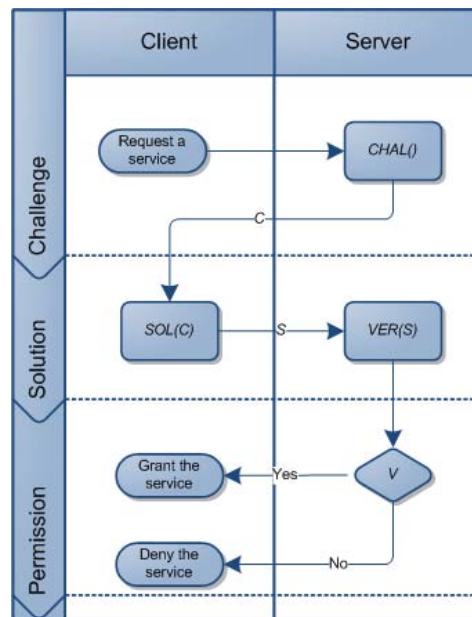 Client
Server
Challenge
Request a
service
CHAL()
C
Solution
SOL(C)
S
VER(S)
Permission
Grant the
service
Yes
V
Deny the
service
No